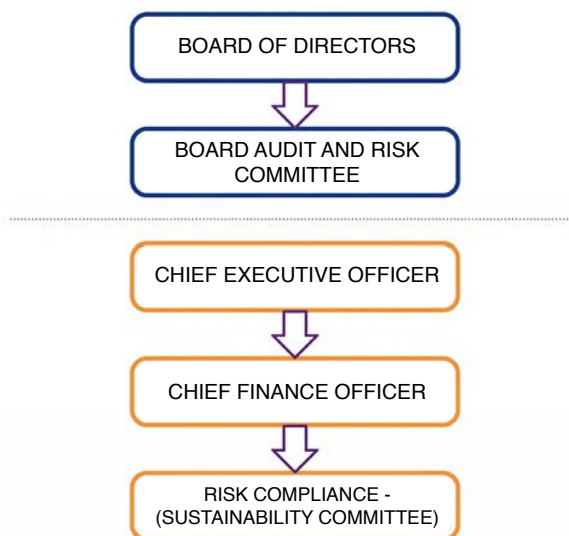 BOARD OF DIRECTORS
BOARD AUDIT AND RISK
COMMITTEE
CHIEF EXECUTIVE OFFICER
CHIEF FINANCE OFFICER
RISK COMPLIANCE -
(SUSTAINABILITY COMMITTEE)